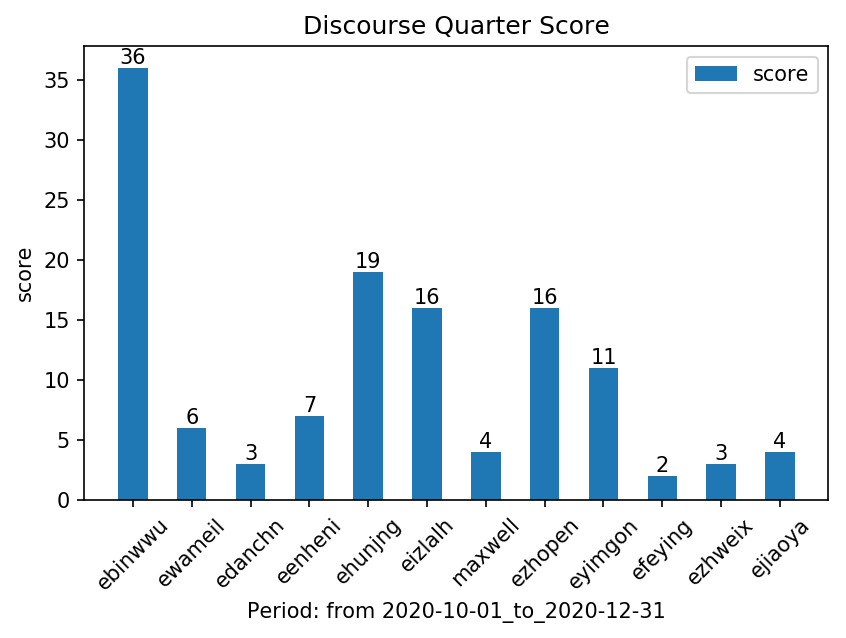 Discourse Quarter Score
score
36
6
3
7
19
16
4
16
11
2
3
4
35
30
25
20
15
10
5
0
score
ebinwwu
ewameil
edanchn
eenheni
ehunjng
eizlalh
maxwell
ezhopen
eyimgon
efeying
ezhweix
ejiaoya
Period: from 2020-10-01_to_2020-12-31